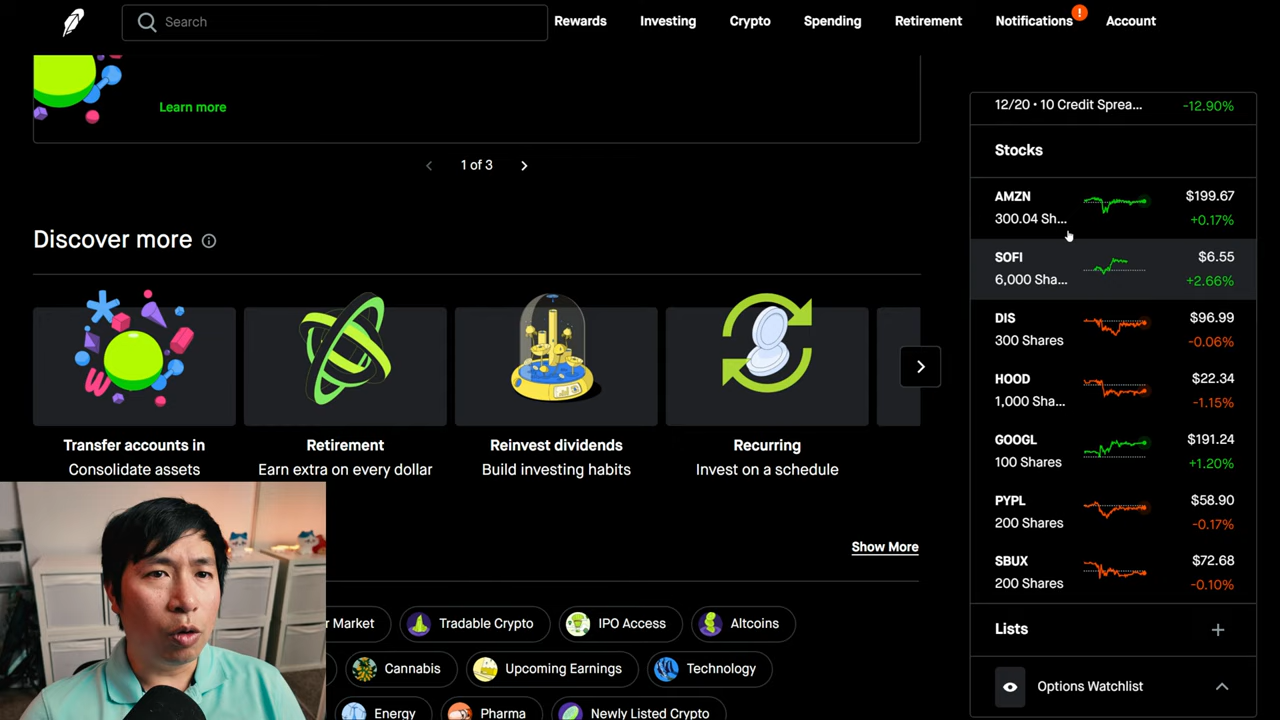 Search
Rewards
Investing
Crypto
Spending
Retirement
Notifications
!
Account
Learn more
1 of 3
Discover more
Transfer accounts in
Consolidate assets
Retirement
Earn extra on every dollar
Reinvest dividends
Build investing habits
Recurring
Invest on a schedule
Show More
r Market
Tradable Crypto
IPO Access
Altcoins
Cannabis
Upcoming Earnings
Technology
Energy
Pharma
Newly Listed Crypto
12/20 • 10 Credit Sprea... -12.90%
Stocks
AMZN $199.67
300.04 Sh... +0.17%
SOFI $6.55
6,000 Sha... +2.66%
DIS $96.99
300 Shares -0.06%
HOOD $22.34
1,000 Sha... -1.15%
GOOGL $191.24
100 Shares +1.20%
PYPL $58.90
200 Shares -0.17%
SBUX $72.68
200 Shares -0.10%
Lists
Options Watchlist